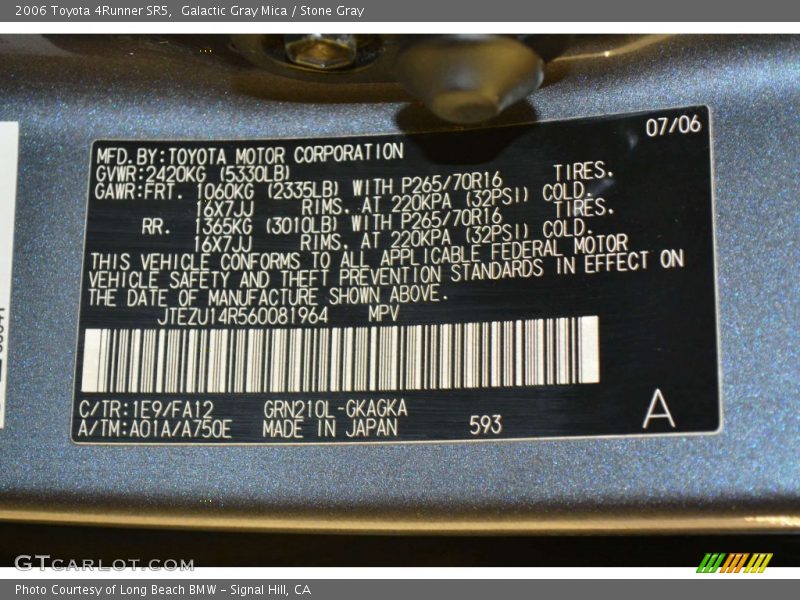 2006 Toyota 4Runner SR5,  Galactic Gray Mica / Stone Gray
07/06
MFD. BY: TOYOTA MOTOR CORPORATION
GVWR: 2420KG (5330LB)
GAWR: FRT. 1060KG (2335LB) WITH P265/70R16 TIRES.
16X7JJ RIMS. AT 220KPA (32PSI) COLD.
RR. 1365KG (3010LB) WITH P265/70R16 TIRES.
16X7JJ RIMS. AT 220KPA (32PSI) COLD.
THIS VEHICLE CONFORMS TO ALL APPLICABLE FEDERAL MOTOR
VEHICLE SAFETY AND THEFT PREVENTION STANDARDS IN EFFECT ON
THE DATE OF MANUFACTURE SHOWN ABOVE.
JTEZU14R560081964 MPV
C/TR: 1E9/FA12 GRN210L-GKAGKA
A/TM: A01A/A750E MADE IN JAPAN 593 A
GTCARLOT.COM
Photo Courtesy of Long Beach BMW - Signal Hill, CA